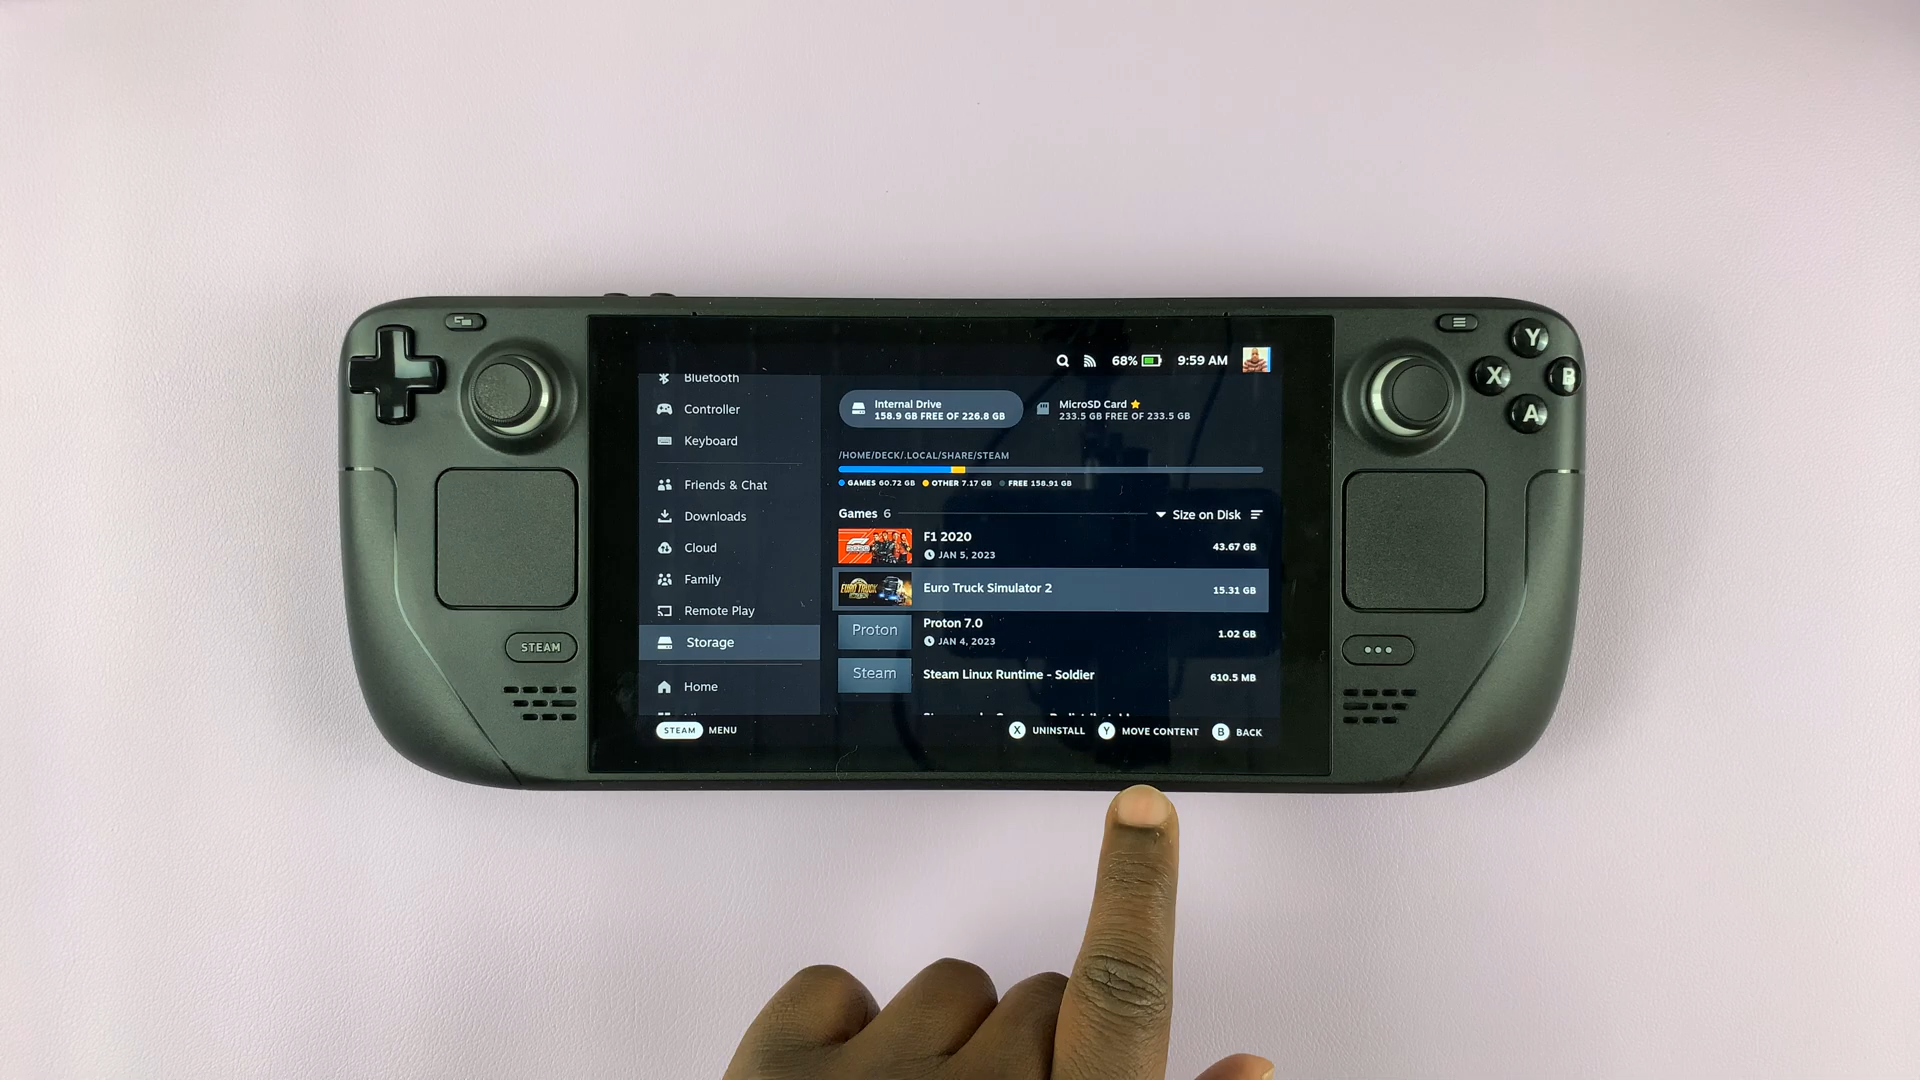 68% 9:59 AM
Bluetooth
Controller
Keyboard
Friends & Chat
Downloads
Cloud
Family
Remote Play
Storage
Home
Internal Drive
158.9 GB FREE OF 226.8 GB
MicroSD Card
233.5 GB FREE OF 233.5 GB
/HOME/DECK/.LOCAL/SHARE/STEAM
GAMES 60.72 GB OTHER 7.17 GB FREE 158.91 GB
Games 6 Size on Disk
F1 2020
JAN 5, 2023
43.67 GB
EURO TRUCK
Euro Truck Simulator 2
15.31 GB
Proton
Proton 7.0
JAN 4, 2023
1.02 GB
Steam
Steam Linux Runtime - Soldier
610.5 MB
STEAM MENU
X UNINSTALL Y MOVE CONTENT B BACK
STEAM
Y
X
B
A